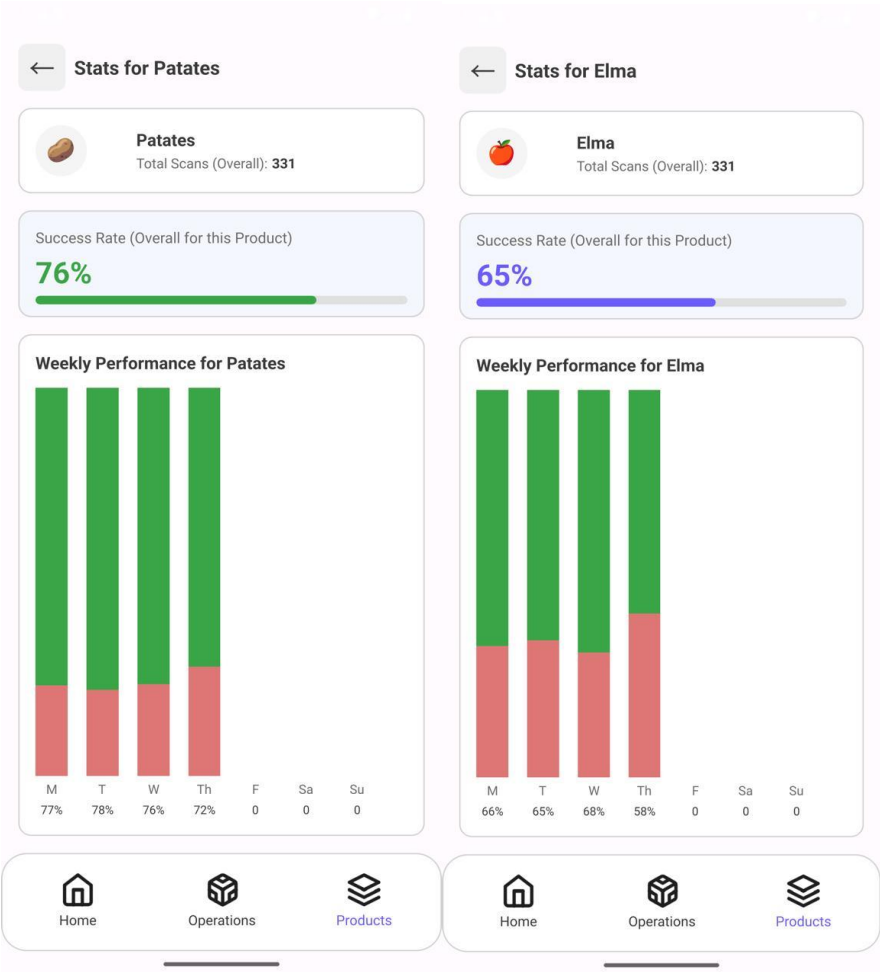 Stats for Patates
Patates
Total Scans (Overall): 331
Success Rate (Overall for this Product)
76%
Weekly Performance for Patates
M T W Th F Sa Su
77% 78% 76% 72% 0 0 0
Home Operations Products
Stats for Elma
Elma
Total Scans (Overall): 331
Success Rate (Overall for this Product)
65%
Weekly Performance for Elma
M T W Th F Sa Su
66% 65% 68% 58% 0 0 0
Home Operations Products